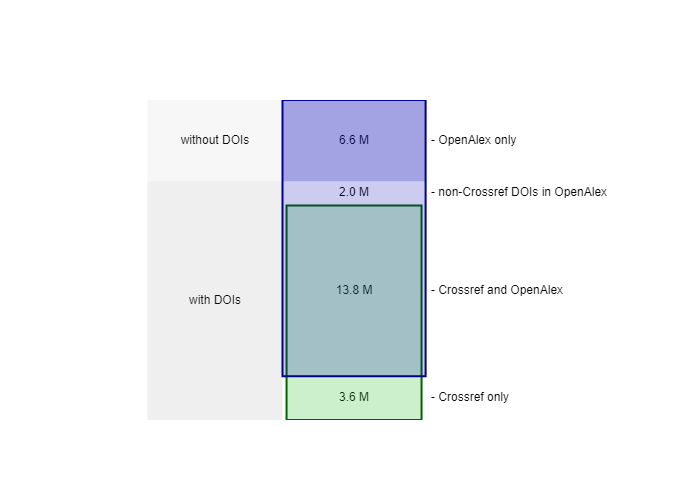 without DOIs 6.6 M - OpenAlex only
2.0 M - non-Crossref DOIs in OpenAlex
13.8 M - Crossref and OpenAlex
with DOIs
3.6 M - Crossref only